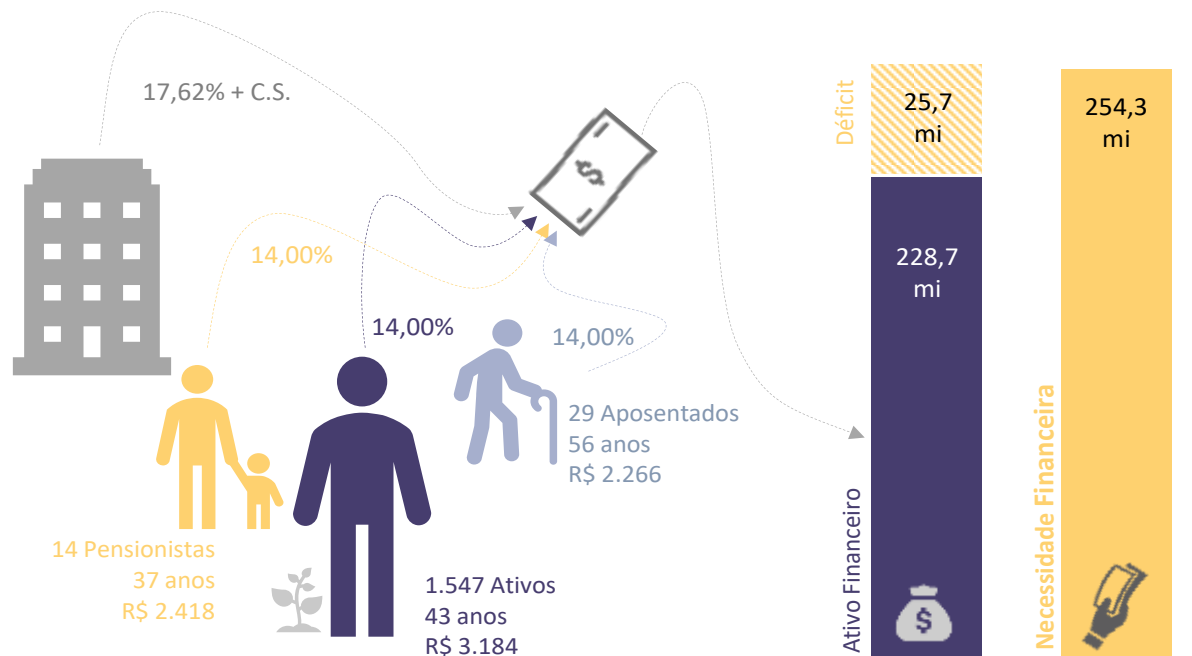 17,62% + C.S.
14,00%
14,00%
14,00%
14 Pensionistas
37 anos
R$ 2.418
1.547 Ativos
43 anos
R$ 3.184
29 Aposentados
56 anos
R$ 2.266
$
Déficit
25,7
mi
Ativo Financeiro
228,7
mi
$
Necessidade Financeira
254,3
mi